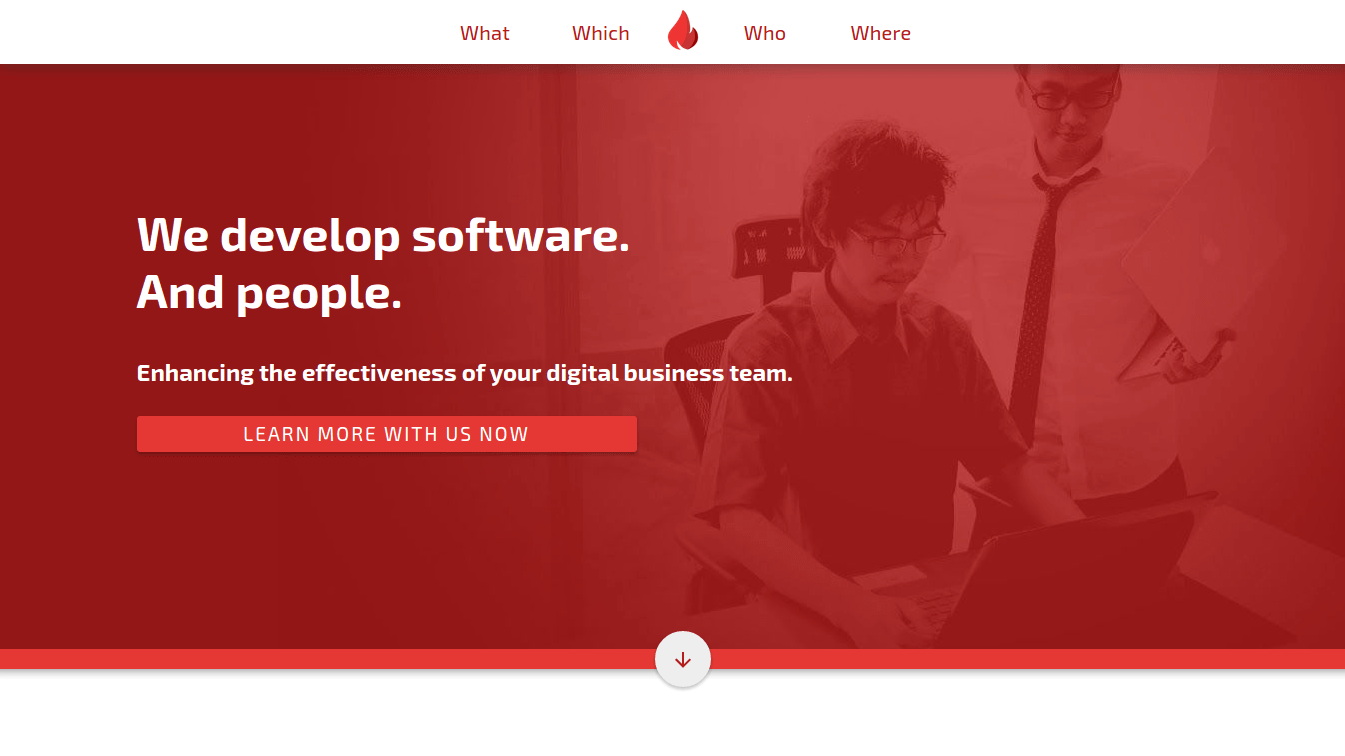 What Which Who Where
We develop software.
And people.
Enhancing the effectiveness of your digital business team.
LEARN MORE WITH US NOW